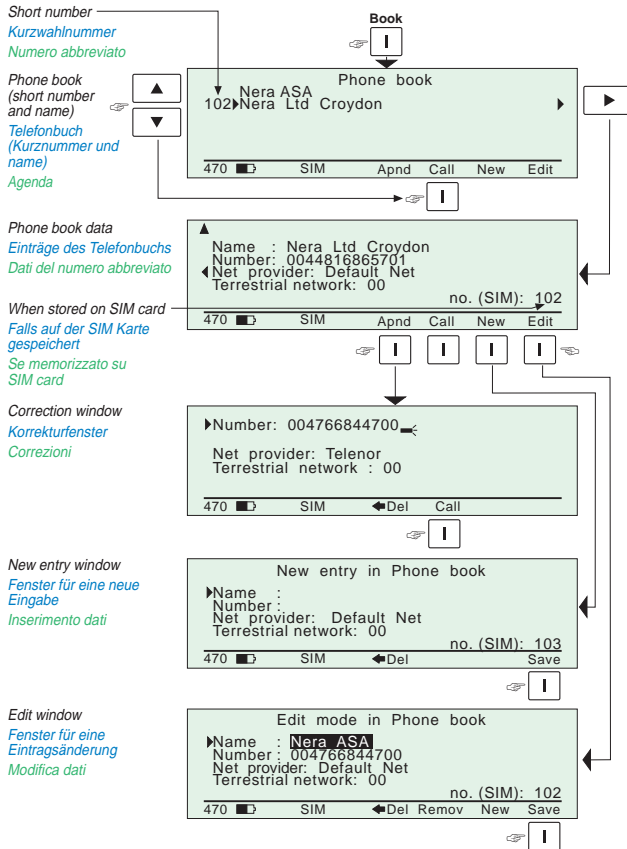 Short number
Kurzwahlnummer
Numero abbreviato
Book
I
Phone book
(short number
and name)
Telefonbuch
(Kurznummer und
name)
Agenda
Phone book
Nera ASA
102 Nera Ltd Croydon
470 SIM Apnd Call New Edit
I
Phone book data
Einträge des Telefonbuchs
Dati del numero abbreviato
Name : Nera Ltd Croydon
Number: 0044816865701
Net provider: Default Net
Terrestrial network: 00
no. (SIM): 102
470 SIM Apnd Call New Edit
When stored on SIM card
Falls auf der SIM Karte
gespeichert
Se memorizzato su
SIM card
I I I I
Correction window
Korrekturfenster
Correzioni
Number: 004766844700
Net provider: Telenor
Terrestrial network : 00
470 SIM Del Call
I
New entry window
Fenster für eine neue
Eingabe
Inserimento dati
New entry in Phone book
Name :
Number :
Net provider: Default Net
Terrestrial network: 00
no. (SIM): 103
470 SIM Del Save
I
Edit window
Fenster für eine
Eintragsänderung
Modifica dati
Edit mode in Phone book
Name : Nera ASA
Number : 004766844700
Net provider: Default Net
Terrestrial network: 00
no. (SIM): 102
470 SIM Del Remov New Save
I